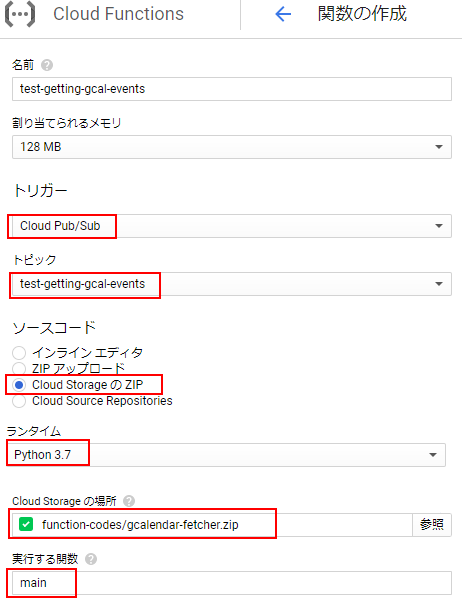 Cloud Functions
関数の作成
名前
test-getting-gcal-events
割り当てられるメモリ
128 MB
トリガー
Cloud Pub/Sub
トピック
test-getting-gcal-events
ソースコード
インライン エディタ
ZIP アップロード
Cloud Storage の ZIP
Cloud Source Repositories
ランタイム
Python 3.7
Cloud Storage の場所
function-codes/gcalendar-fetcher.zip
参照
実行する関数
main